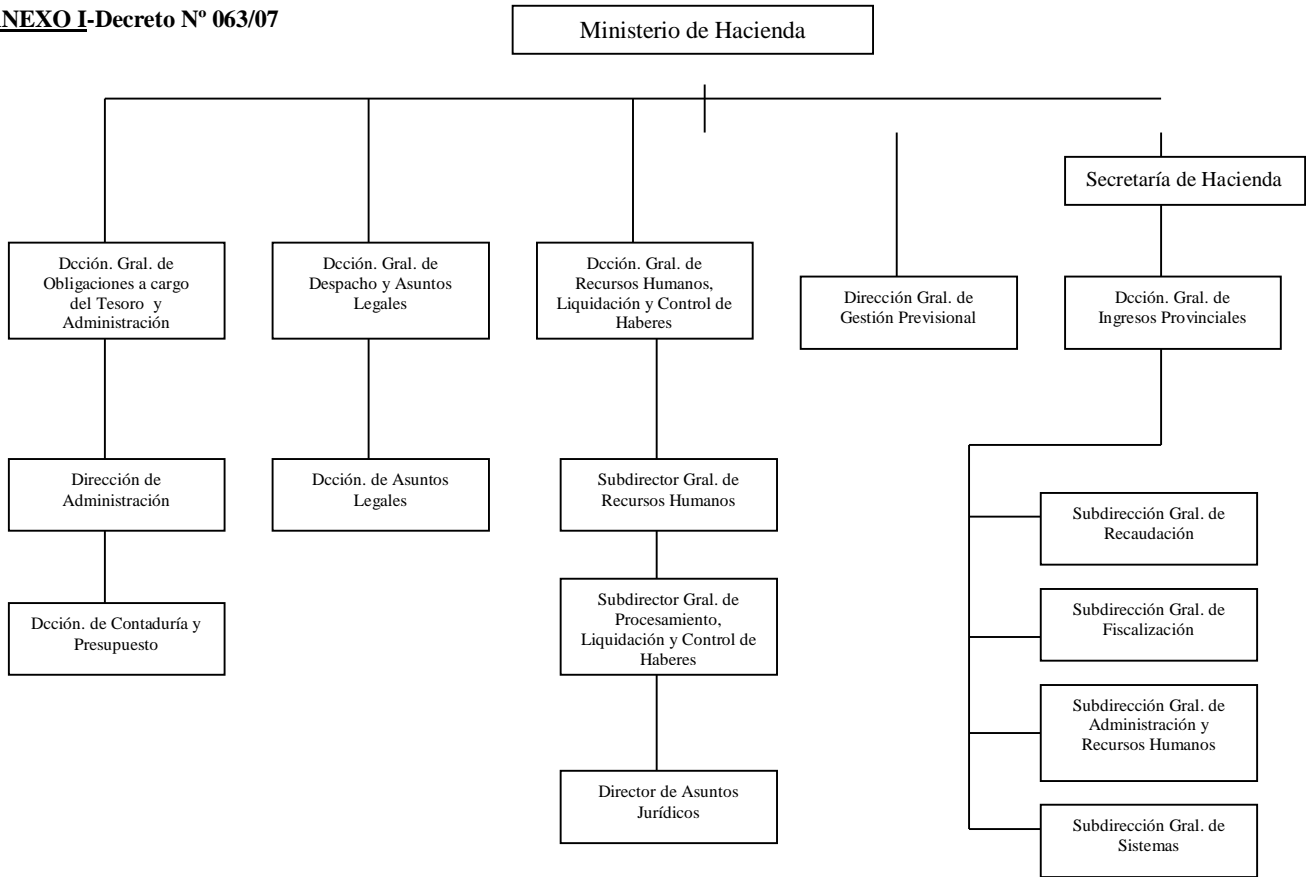 NEXO I-Decreto Nº 063/07
Ministerio de Hacienda
Secretaría de Hacienda
Dcción. Gral. de
Obligaciones a cargo
del Tesoro y
Administración
Dcción. Gral. de
Despacho y Asuntos
Legales
Dcción. Gral. de
Recursos Humanos,
Liquidación y Control de
Haberes
Dirección Gral. de
Gestión Previsional
Dcción. Gral. de
Ingresos Provinciales
Dirección de
Administración
Dcción. de Asuntos
Legales
Subdirector Gral. de
Recursos Humanos
Subdirección Gral. de
Recaudación
Dcción. de Contaduría y
Presupuesto
Subdirector Gral. de
Procesamiento,
Liquidación y Control de
Haberes
Subdirección Gral. de
Fiscalización
Subdirección Gral. de
Administración y
Recursos Humanos
Director de Asuntos
Jurídicos
Subdirección Gral. de
Sistemas